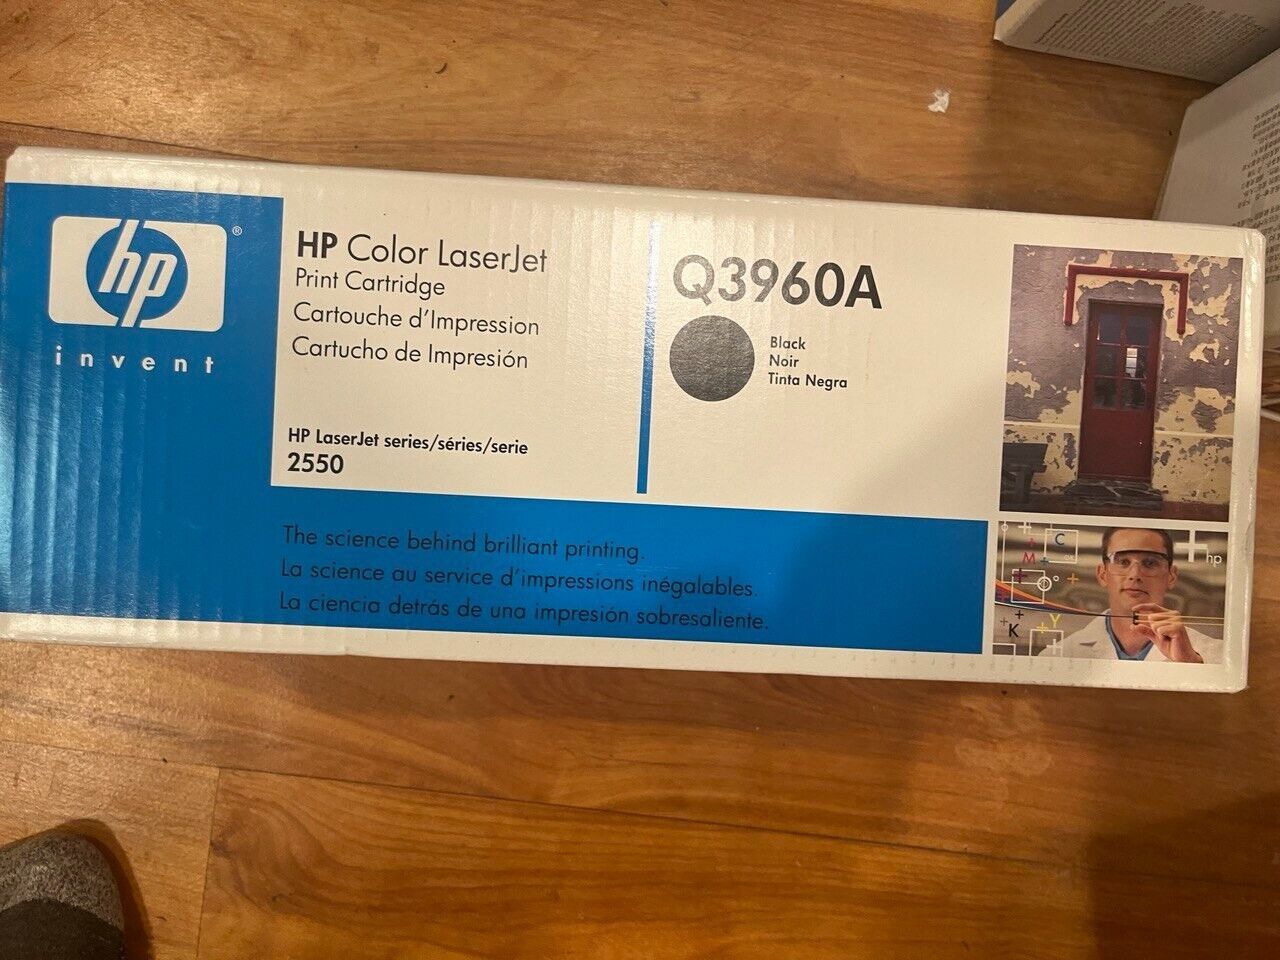 hp®
invent
HP Color LaserJet
Print Cartridge
Cartouche d'Impression
Cartucho de Impresión
HP LaserJet series/séries/serie
2550
Q3960A
Black
Noir
Tinta Negra
The science behind brilliant printing.
La science au service d'impressions inégalables.
La ciencia detrás de una impresión sobresaliente.
C
M
hp
K
Y
E